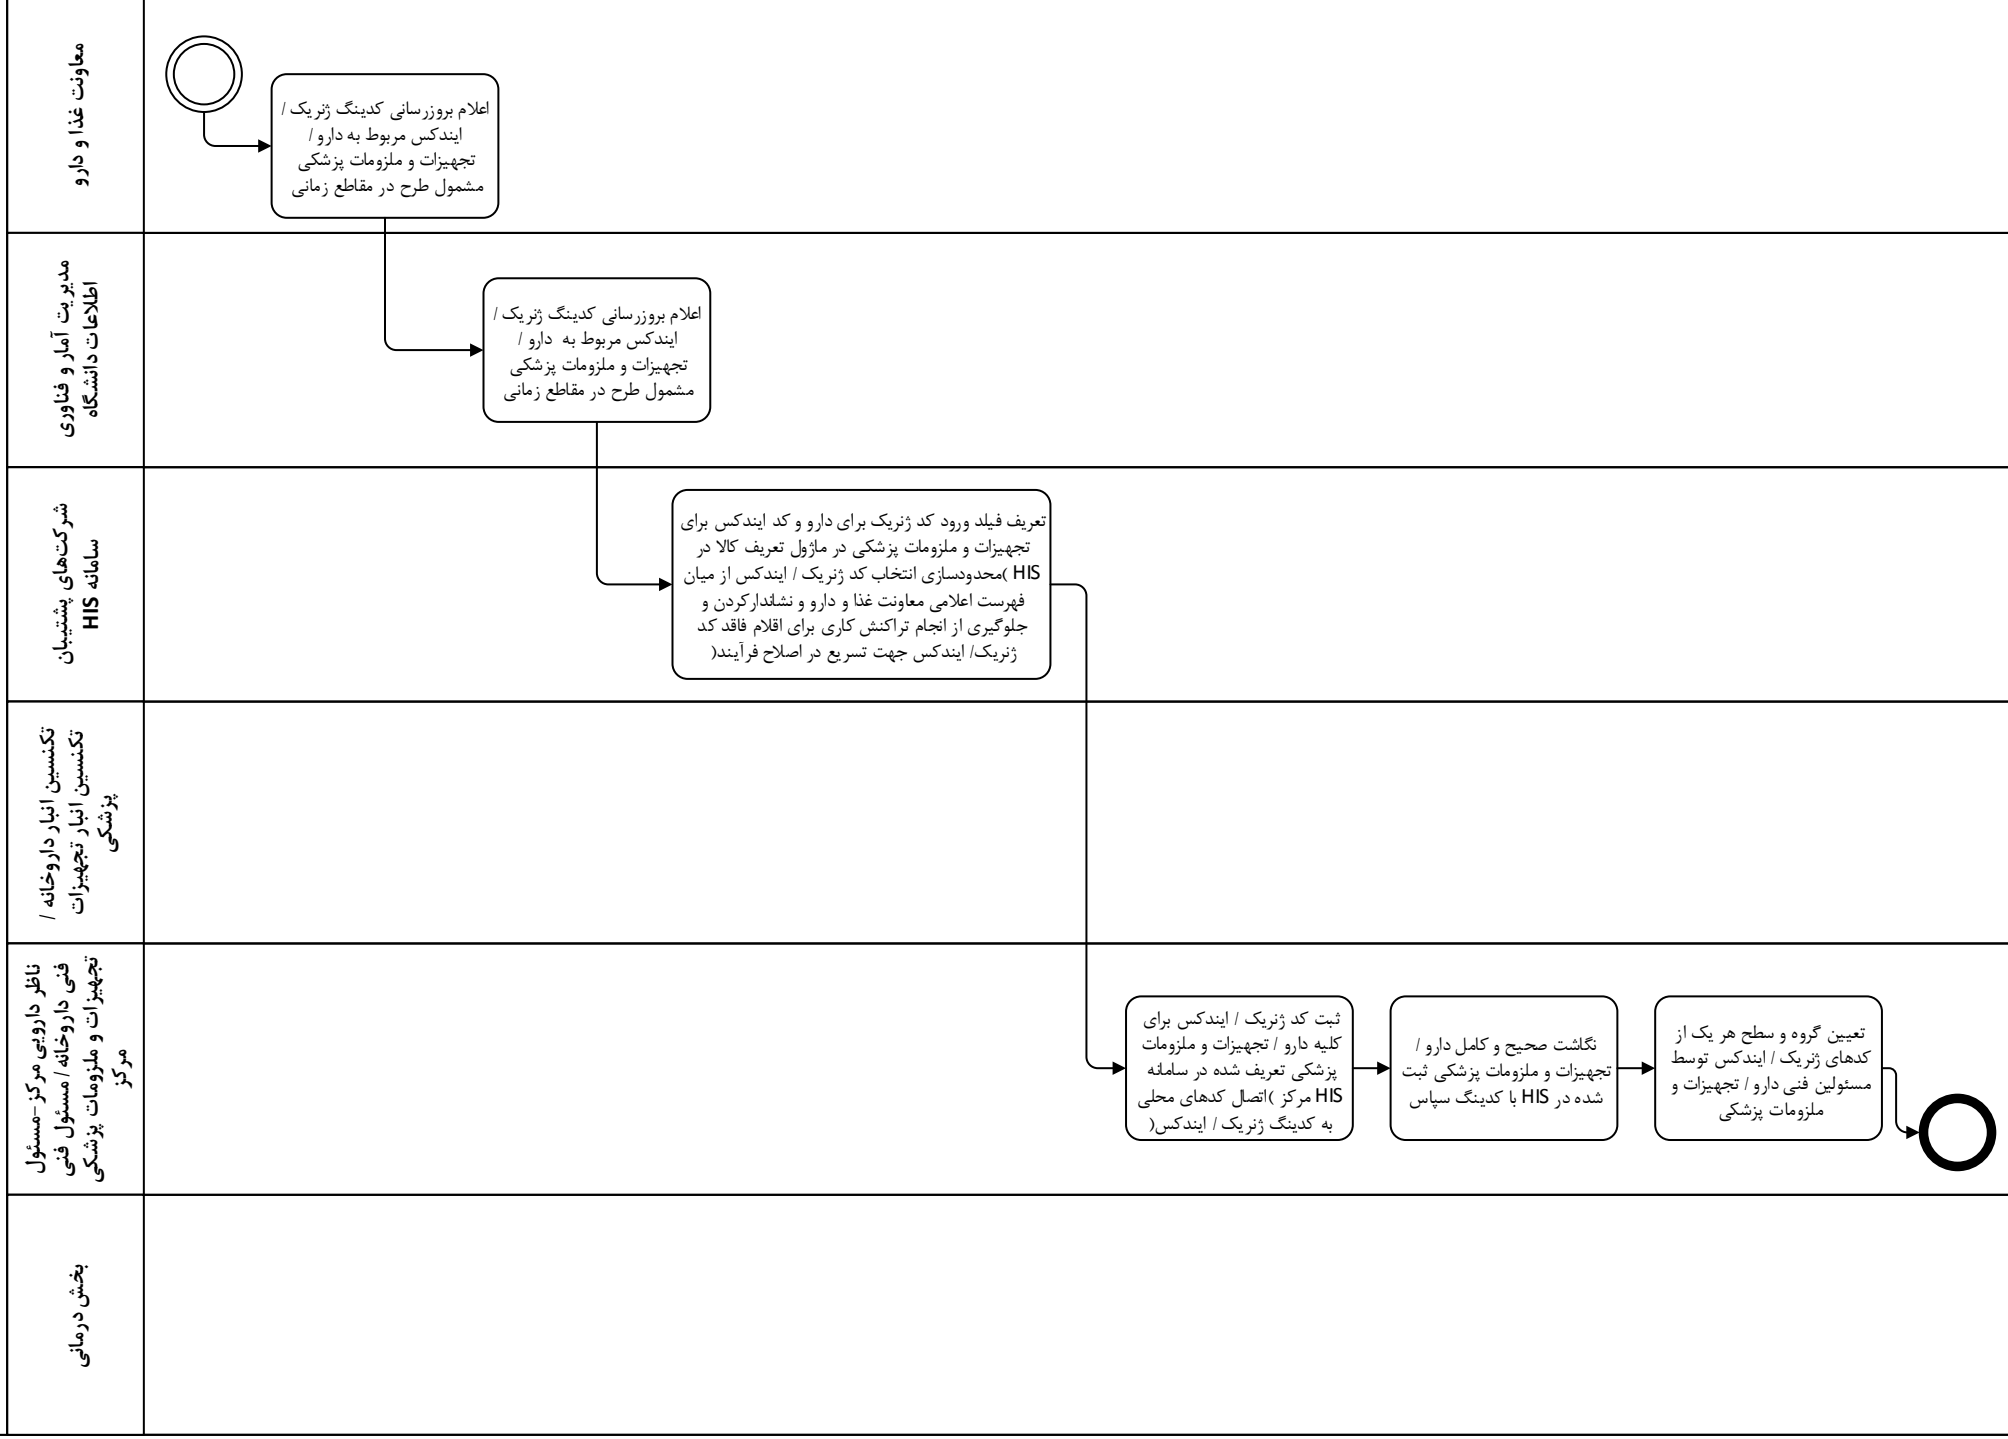 معاونت غذا و دارو
اعلام بروزرسانی کدینگ ژنریک /
ایندکس مربوط به دارو /
تجهیزات و ملزومات پزشکی
مشمول طرح در مقاطع زمانی
مدیریت آمار و فناوری
اطلاعات دانشگاه
اعلام بروزرسانی کدینگ ژنریک /
ایندکس مربوط به دارو /
تجهیزات و ملزومات پزشکی
مشمول طرح در مقاطع زمانی
شرکت‌های پشتیبان
سامانه HIS
تعریف فیلد ورود کد ژنریک برای دارو و کد ایندکس برای
تجهیزات و ملزومات پزشکی در ماژول تعریف کالا در
HIS )محدودسازی انتخاب کد ژنریک / ایندکس از میان
فهرست اعلامی معاونت غذا و دارو و نشاندارکردن و
جلوگیری از انجام تراکنش کاری برای اقلام فاقد کد
ژنریک/ ایندکس جهت تسریع در اصلاح فرآیند(
تکنسین انبار داروخانه /
تکنسین انبار تجهیزات
پزشکی
ناظر دارویی مرکز-مسئول
فنی داروخانه/ مسئول فنی
تجهیزات و ملزومات پزشکی
مرکز
ثبت کد ژنریک / ایندکس برای
کلیه دارو / تجهیزات و ملزومات
پزشکی تعریف شده در سامانه
HIS مرکز )اتصال کدهای محلی
به کدینگ ژنریک / ایندکس(
نگاشت صحیح و کامل دارو /
تجهیزات و ملزومات پزشکی ثبت
شده در HIS با کدینگ سپاس
تعیین گروه و سطح هر یک از
کدهای ژنریک / ایندکس توسط
مسئولین فنی دارو / تجهیزات و
ملزومات پزشکی
بخش درمانی